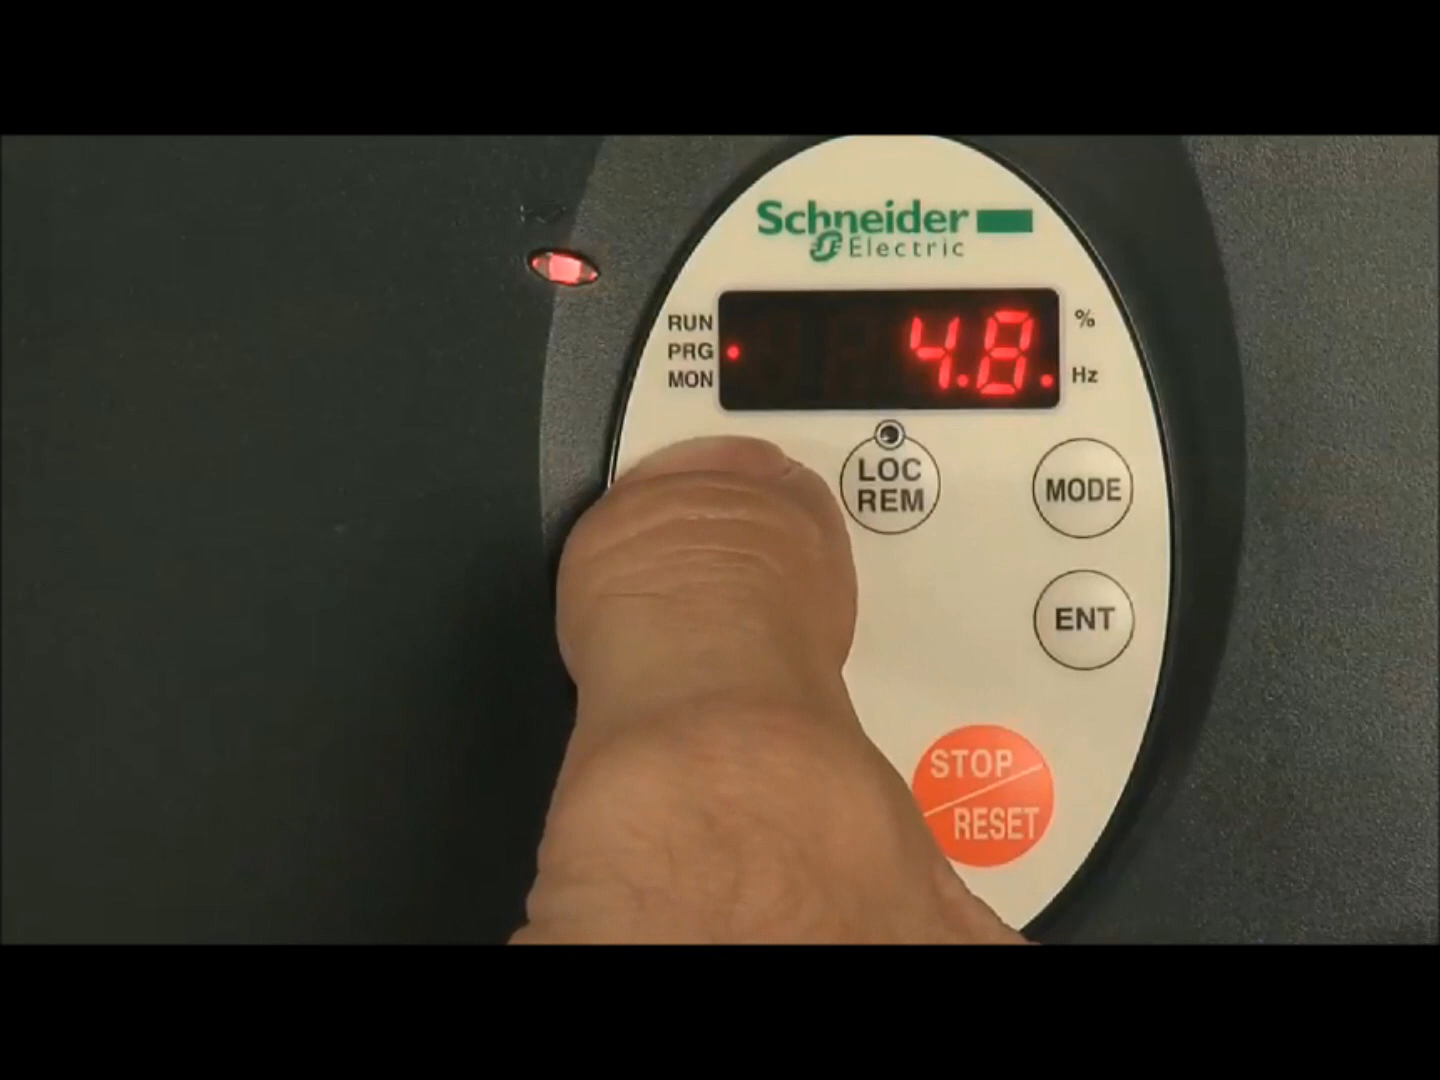 Schneider
Electric
RUN
PRG
MON
4.8.
%
Hz
LOC
REM
MODE
ENT
STOP
RESET